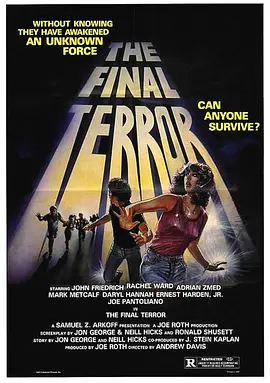 WITHOUT KNOWING
THEY HAVE AWAKENED
AN UNKNOWN
FORCE
THE
FINAL
TERROR
CAN
ANYONE
SURVIVE?
STARRING JOHN FRIEDRICH RACHEL WARD ADRIAN ZMED
MARK METCALF DARYL HANNAH ERNEST HARDEN, JR.
JOE PANTOLIANO
IN
THE FINAL TERROR
A SAMUEL Z. ARKOFF PRESENTATION A JOE ROTH PRODUCTION
SCREENPLAY BY JON GEORGE & NEILL HICKS AND RONALD SHUSETT
STORY BY JON GEORGE AND NEILL HICKS CO-PRODUCED BY J. STEIN KAPLAN
PRODUCED BY JOE ROTH DIRECTED BY ANDREW DAVIS
R RESTRICTED